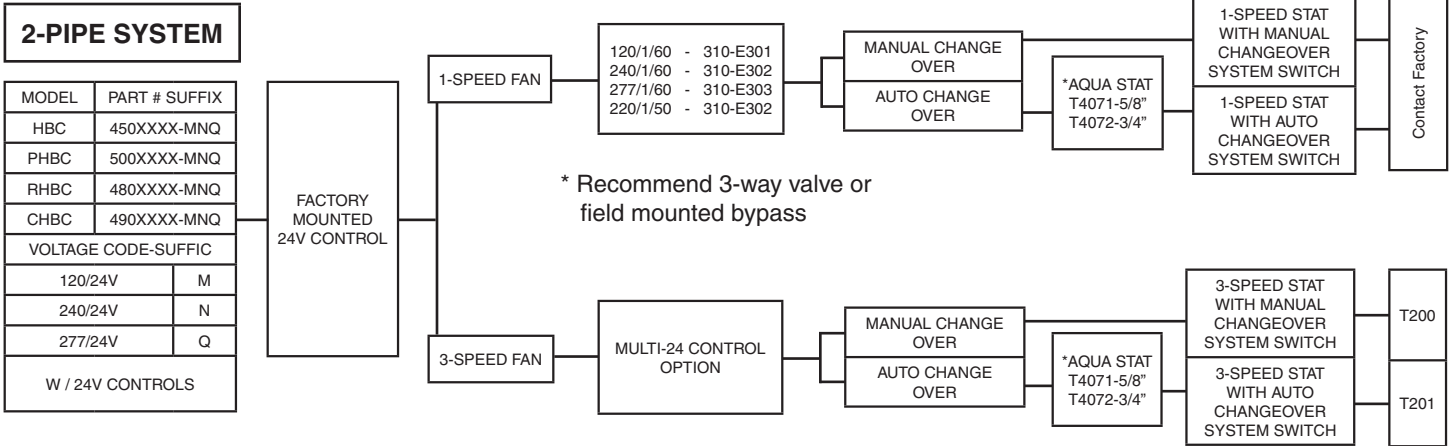 2-PIPE SYSTEM
MODEL PART # SUFFIX
HBC 450XXXX-MNQ
PHBC 500XXXX-MNQ
RHBC 480XXXX-MNQ
CHBC 490XXXX-MNQ
VOLTAGE CODE-SUFFIC
120/24V M
240/24V N
277/24V Q
W / 24V CONTROLS
FACTORY
MOUNTED
24V CONTROL
1-SPEED FAN
120/1/60 - 310-E301
240/1/60 - 310-E302
277/1/60 - 310-E303
220/1/50 - 310-E302
MANUAL CHANGE
OVER
AUTO CHANGE
OVER
*AQUA STAT
T4071-5/8"
T4072-3/4"
1-SPEED STAT
WITH MANUAL
CHANGEOVER
SYSTEM SWITCH
1-SPEED STAT
WITH AUTO
CHANGEOVER
SYSTEM SWITCH
Contact Factory
* Recommend 3-way valve or
field mounted bypass
3-SPEED FAN
MULTI-24 CONTROL
OPTION
MANUAL CHANGE
OVER
AUTO CHANGE
OVER
*AQUA STAT
T4071-5/8"
T4072-3/4"
3-SPEED STAT
WITH MANUAL
CHANGEOVER
SYSTEM SWITCH
3-SPEED STAT
WITH AUTO
CHANGEOVER
SYSTEM SWITCH
T200
T201